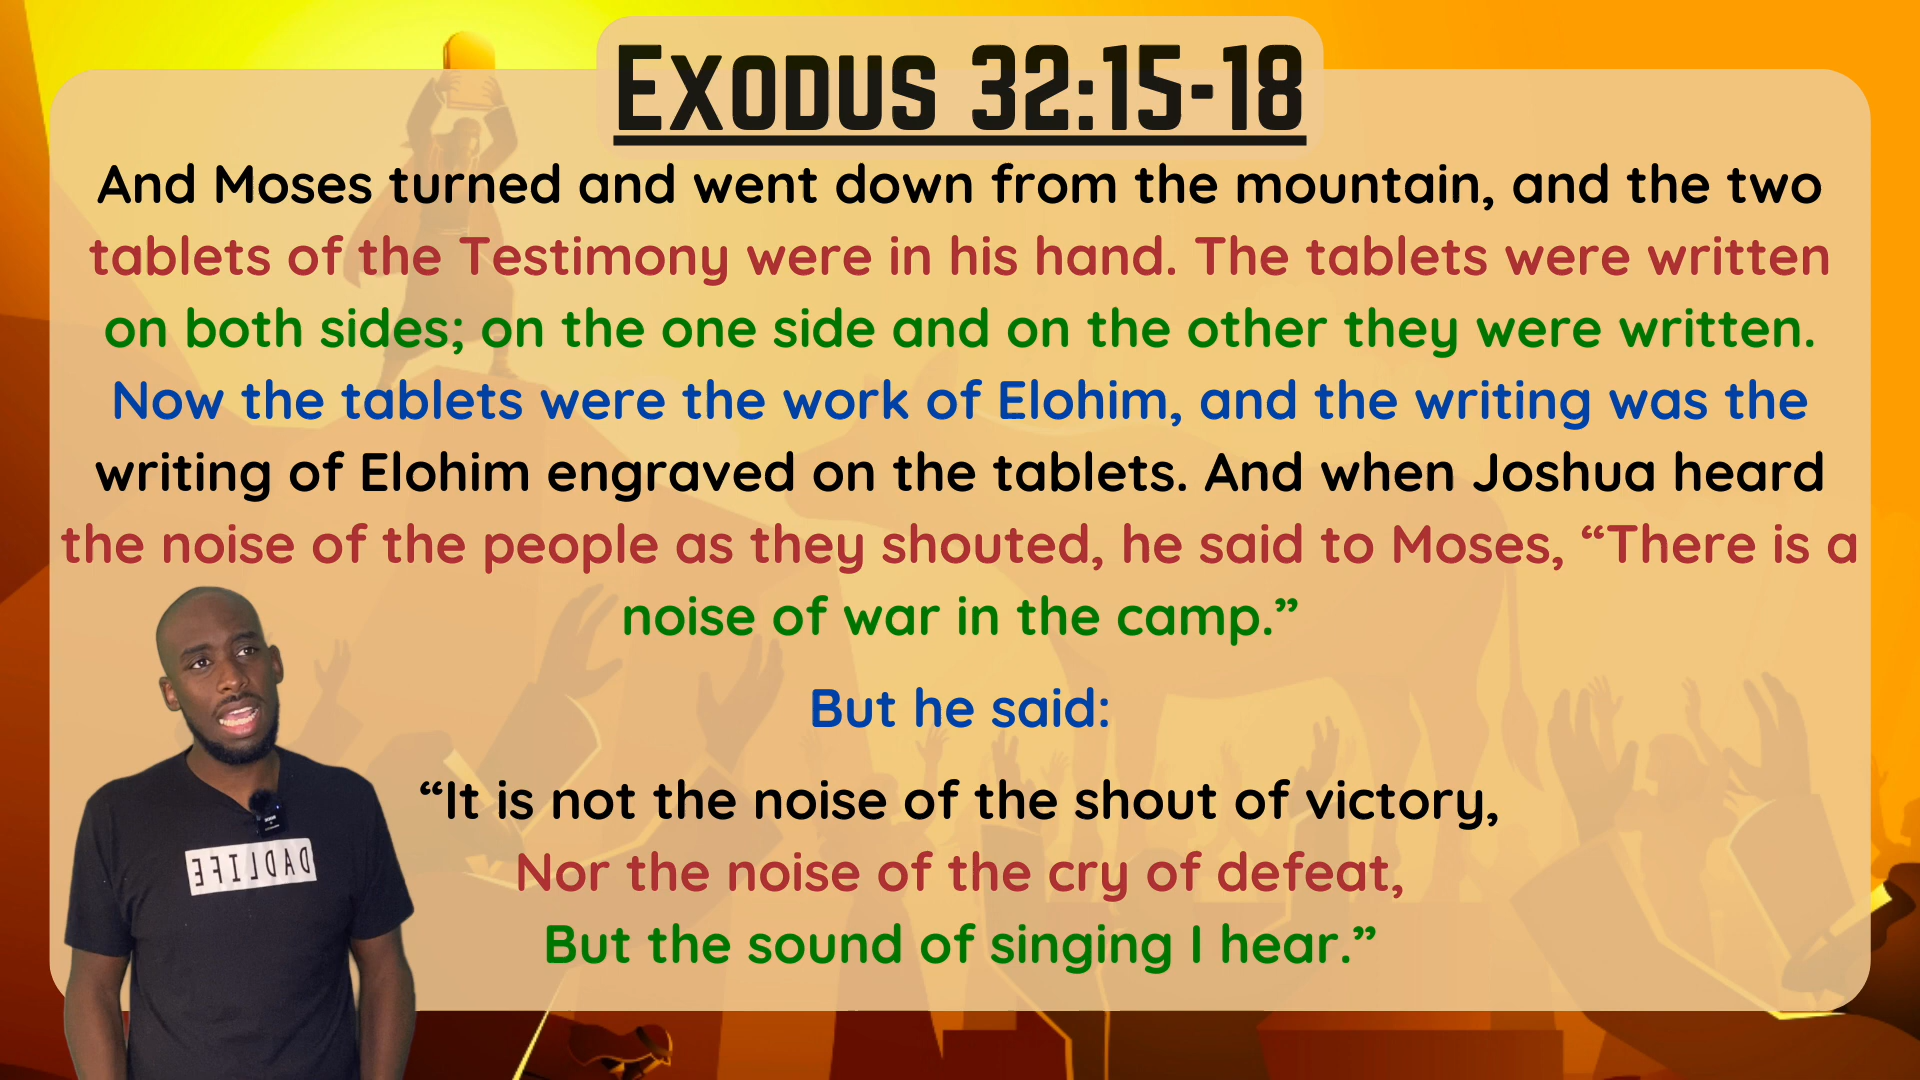 Exodus 32:15-18
And Moses turned and went down from the mountain, and the two
tablets of the Testimony were in his hand. The tablets were written
on both sides; on the one side and on the other they were written.
Now the tablets were the work of Elohim, and the writing was the
writing of Elohim engraved on the tablets. And when Joshua heard
the noise of the people as they shouted, he said to Moses, “There is a
noise of war in the camp.”
But he said:
“It is not the noise of the shout of victory,
Nor the noise of the cry of defeat,
But the sound of singing I hear.”
DADLIFE